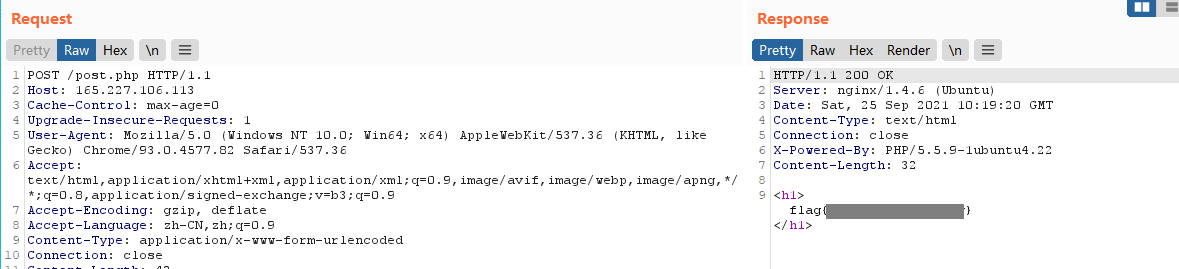 Request
Pretty Raw Hex \n
1 POST /post.php HTTP/1.1
2 Host: 165.227.106.113
3 Cache-Control: max-age=0
4 Upgrade-Insecure-Requests: 1
5 User-Agent: Mozilla/5.0 (Windows NT 10.0; Win64; x64) AppleWebKit/537.36 (KHTML, like
Gecko) Chrome/93.0.4577.82 Safari/537.36
6 Accept:
text/html,application/xhtml+xml,application/xml;q=0.9,image/avif,image/webp,image/apng,*/
*;q=0.8,application/signed-exchange;v=b3;q=0.9
7 Accept-Encoding: gzip, deflate
8 Accept-Language: zh-CN,zh;q=0.9
9 Content-Type: application/x-www-form-urlencoded
10 Connection: close
Response
Pretty Raw Hex Render \n
1 HTTP/1.1 200 OK
2 Server: nginx/1.4.6 (Ubuntu)
3 Date: Sat, 25 Sep 2021 10:19:20 GMT
4 Content-Type: text/html
5 Connection: close
6 X-Powered-By: PHP/5.5.9-1ubuntu4.22
7 Content-Length: 32
8
9 <h1>
flag{ }
</h1>